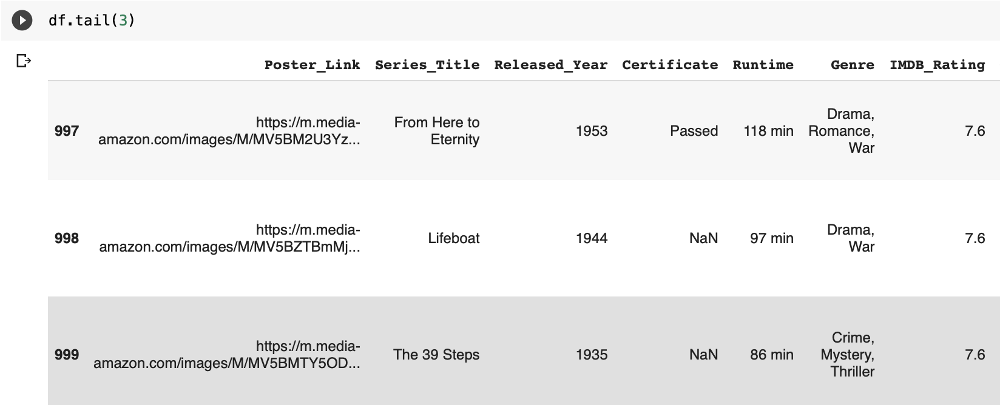 df.tail(3)
Poster_Link Series_Title Released_Year Certificate Runtime Genre IMDB_Rating
997 https://m.media-amazon.com/images/M/MV5BM2U3Yz... From Here to Eternity 1953 Passed 118 min Drama, Romance, War 7.6
998 https://m.media-amazon.com/images/M/MV5BZTBmMj... Lifeboat 1944 NaN 97 min Drama, War 7.6
999 https://m.media-amazon.com/images/M/MV5BMTY5OD... The 39 Steps 1935 NaN 86 min Crime, Mystery, Thriller 7.6